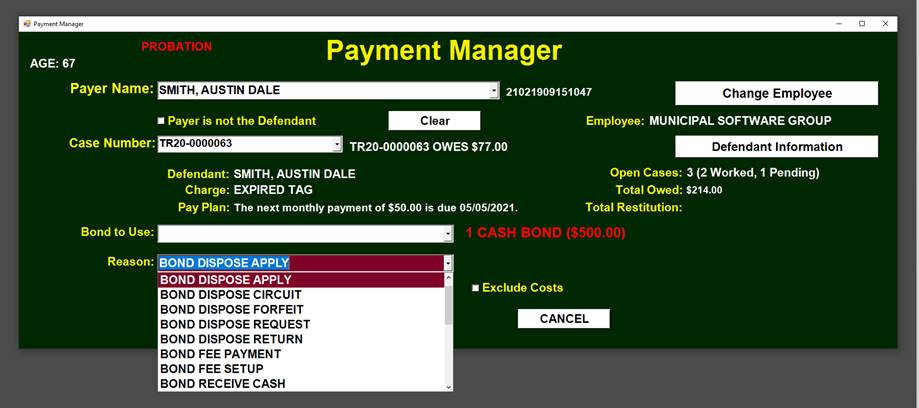 Payment Manager
PROBATION
Payment Manager
AGE: 67
Payer Name: SMITH, AUSTIN DALE 21021909151047 Change Employee
Payer is not the Defendant Clear Employee: MUNICIPAL SOFTWARE GROUP
Case Number: TR20-0000063 TR20-0000063 OWES $77.00 Defendant Information
Defendant: SMITH, AUSTIN DALE Open Cases: 3 (2 Worked, 1 Pending)
Charge: EXPIRED TAG Total Owed: $214.00
Pay Plan: The next monthly payment of $50.00 is due 05/05/2021. Total Restitution:
Bond to Use: 1 CASH BOND ($500.00)
Reason: BOND DISPOSE APPLY
BOND DISPOSE APPLY
Exclude Costs
BOND DISPOSE CIRCUIT
BOND DISPOSE FORFEIT
BOND DISPOSE REQUEST
CANCEL
BOND DISPOSE RETURN
BOND FEE PAYMENT
BOND FEE SETUP
BOND RECEIVE CASH